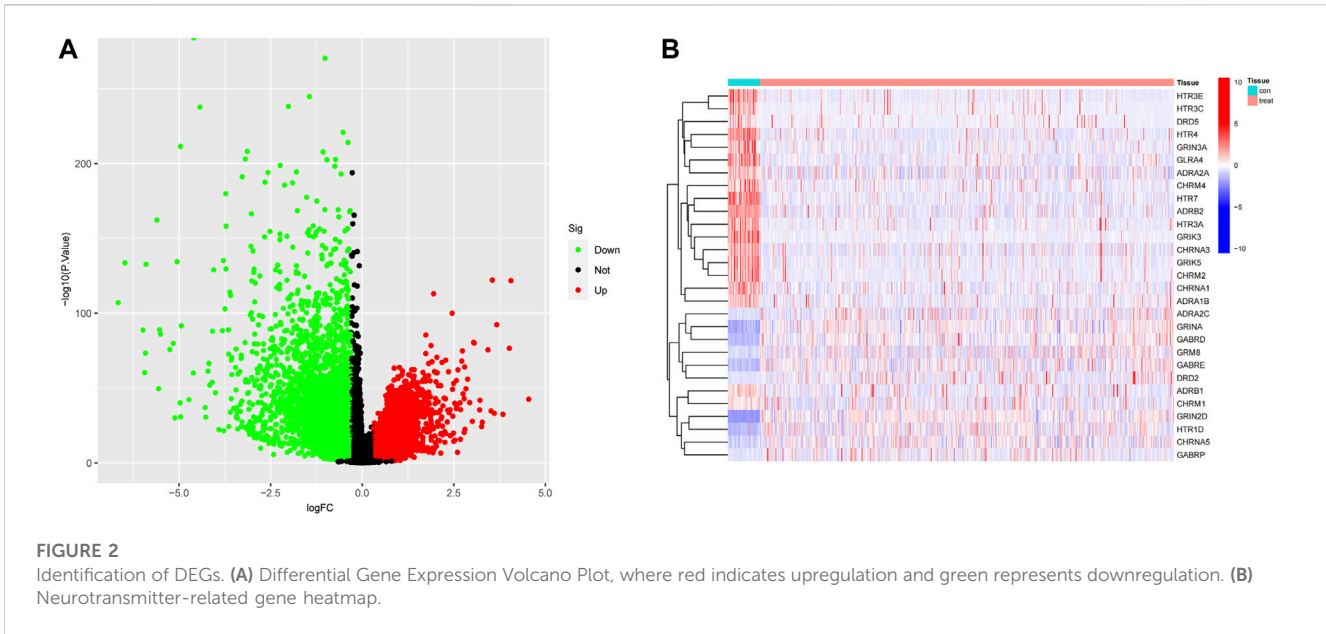 A
200
100
0
-5.0
-2.5
0.0
2.5
5.0
logFC
-log10(P.Value)
Sig
Down
Not
Up
B
Tissue
HTR3E
HTR3C
DRD5
HTR4
GRIN3A
GLRA4
ADRA2A
CHRM4
HTR7
ADRB2
HTR3A
GRIK3
CHRNA3
GRIK5
CHRM2
CHRNA1
ADRA1B
ADRA2C
GRINA
GABRD
GRM8
GABRE
DRD2
ADRB1
CHRM1
GRIN2D
HTR1D
CHRNA5
GABRP
10
5
0
-5
-10
Tissue
con
treat
FIGURE 2
Identification of DEGs. (A) Differential Gene Expression Volcano Plot, where red indicates upregulation and green represents downregulation. (B)
Neurotransmitter-related gene heatmap.